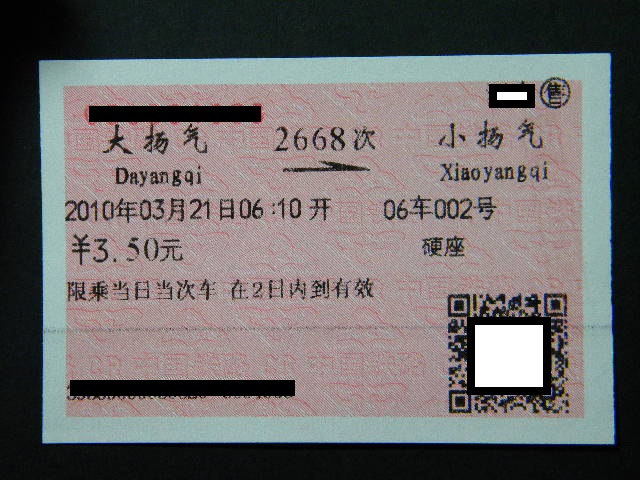 售
大扬气 2668次 小扬气
Dayangqi Xiaoyangqi
2010年03月21日06:10开 06车002号
￥3.50元 硬座
限乘当日当次车 在2日内到有效